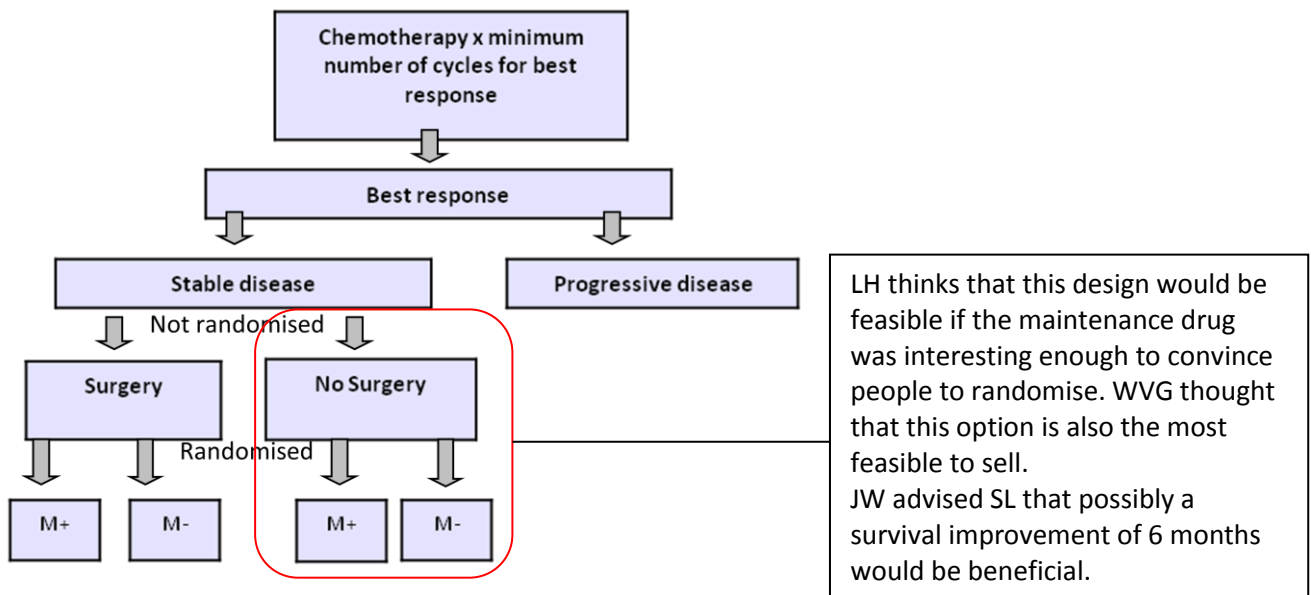 Chemotherapy x minimum
number of cycles for best
response
Best response
Stable disease
Progressive disease
Not randomised
Surgery
No Surgery
Randomised
M+
M-
M+
M-
LH thinks that this design would be
feasible if the maintenance drug
was interesting enough to convince
people to randomise. WVG thought
that this option is also the most
feasible to sell.
JW advised SL that possibly a
survival improvement of 6 months
would be beneficial.